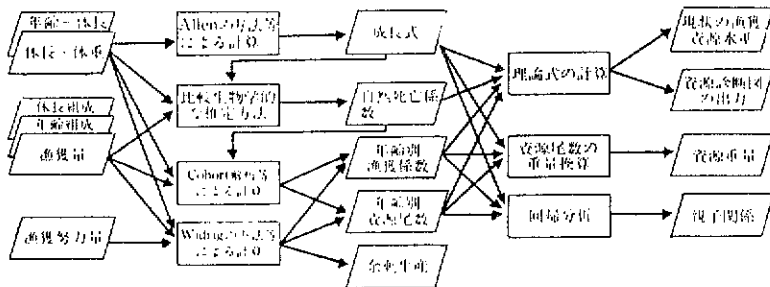 年齢－体長
体長－体重
体長組成
年齢組成
漁獲量
漁獲努力量
Allenの方法等
による計算
比較生物学的
な推定方法
Cohort解析等
による計算
Widrigの方法等
による計算
成長式
自然死亡係
数
年齢別
漁獲係数
年齢別
資源尾数
余剰生産
理論式の計算
資源尾数の
重量換算
回帰分析
現状の漁獲
資源水準
資源診断図
の出力
資源重量
親子関係